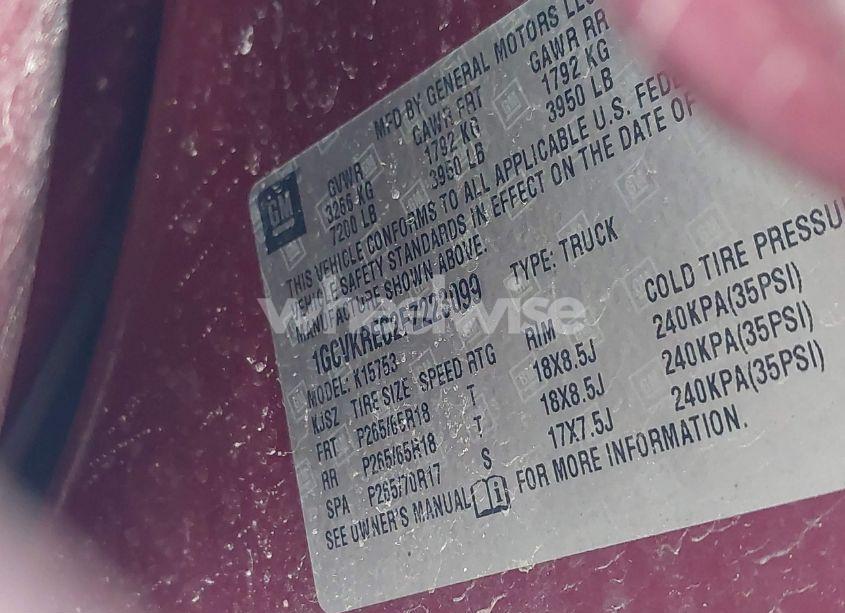 MFD BY GENERAL MOTORS LLC
GVWR GAWR FRT GAWR RR
3266 KG 1792 KG 1792 KG
7200 LB 3950 LB 3950 LB
THIS VEHICLE CONFORMS TO ALL APPLICABLE U.S.
VEHICLE SAFETY STANDARDS IN EFFECT ON THE DATE OF
MANUFACTURE SHOWN ABOVE.
GM
TYPE: TRUCK
MODEL: K15753
wheelwise
KJSZ TIRE SIZE SPEED RTG RIM COLD TIRE
FRT P265/65R18 T 18X8.5J 240KPA(35PSI)
RR P265/65R18 T 18X8.5J 240KPA(35PSI)
SPA P265/70R17 S 17X7.5J 240KPA(35PSI)
SEE OWNER'S MANUAL FOR MORE INFORMATION.